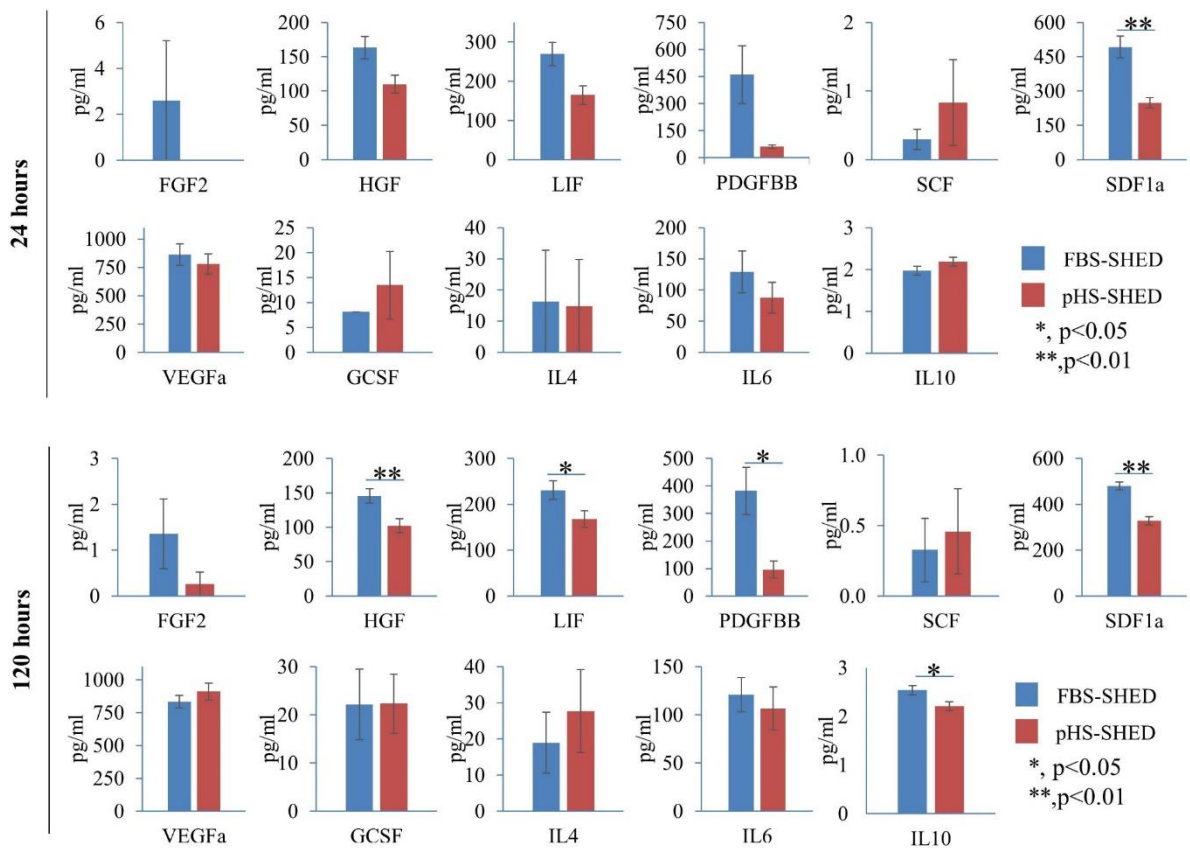 24 hours
pg/ml
6
4
2
0
FGF2
pg/ml
200
150
100
50
0
HGF
pg/ml
300
200
100
0
LIF
pg/ml
750
600
450
300
150
0
PDGFBB
pg/ml
2
1
0
SCF
pg/ml
600
450
300
150
0
**
SDF1a
pg/ml
1000
750
500
250
0
VEGFa
pg/ml
25
20
15
10
5
0
GCSF
pg/ml
40
30
20
10
0
IL4
pg/ml
200
150
100
50
0
IL6
pg/ml
3
2
1
0
IL10
FBS-SHED
pHS-SHED
*, p<0.05
**,p<0.01
120 hours
pg/ml
3
2
1
0
FGF2
pg/ml
200
150
100
50
0
**
HGF
pg/ml
300
200
100
0
*
LIF
pg/ml
500
400
300
200
100
0
*
PDGFBB
pg/ml
1.0
0.5
0.0
SCF
pg/ml
600
400
200
0
**
SDF1a
pg/ml
1000
750
500
250
0
VEGFa
pg/ml
30
20
10
0
GCSF
pg/ml
40
30
20
10
0
IL4
pg/ml
150
100
50
0
IL6
pg/ml
3
2
1
0
*
IL10
FBS-SHED
pHS-SHED
*, p<0.05
**,p<0.01